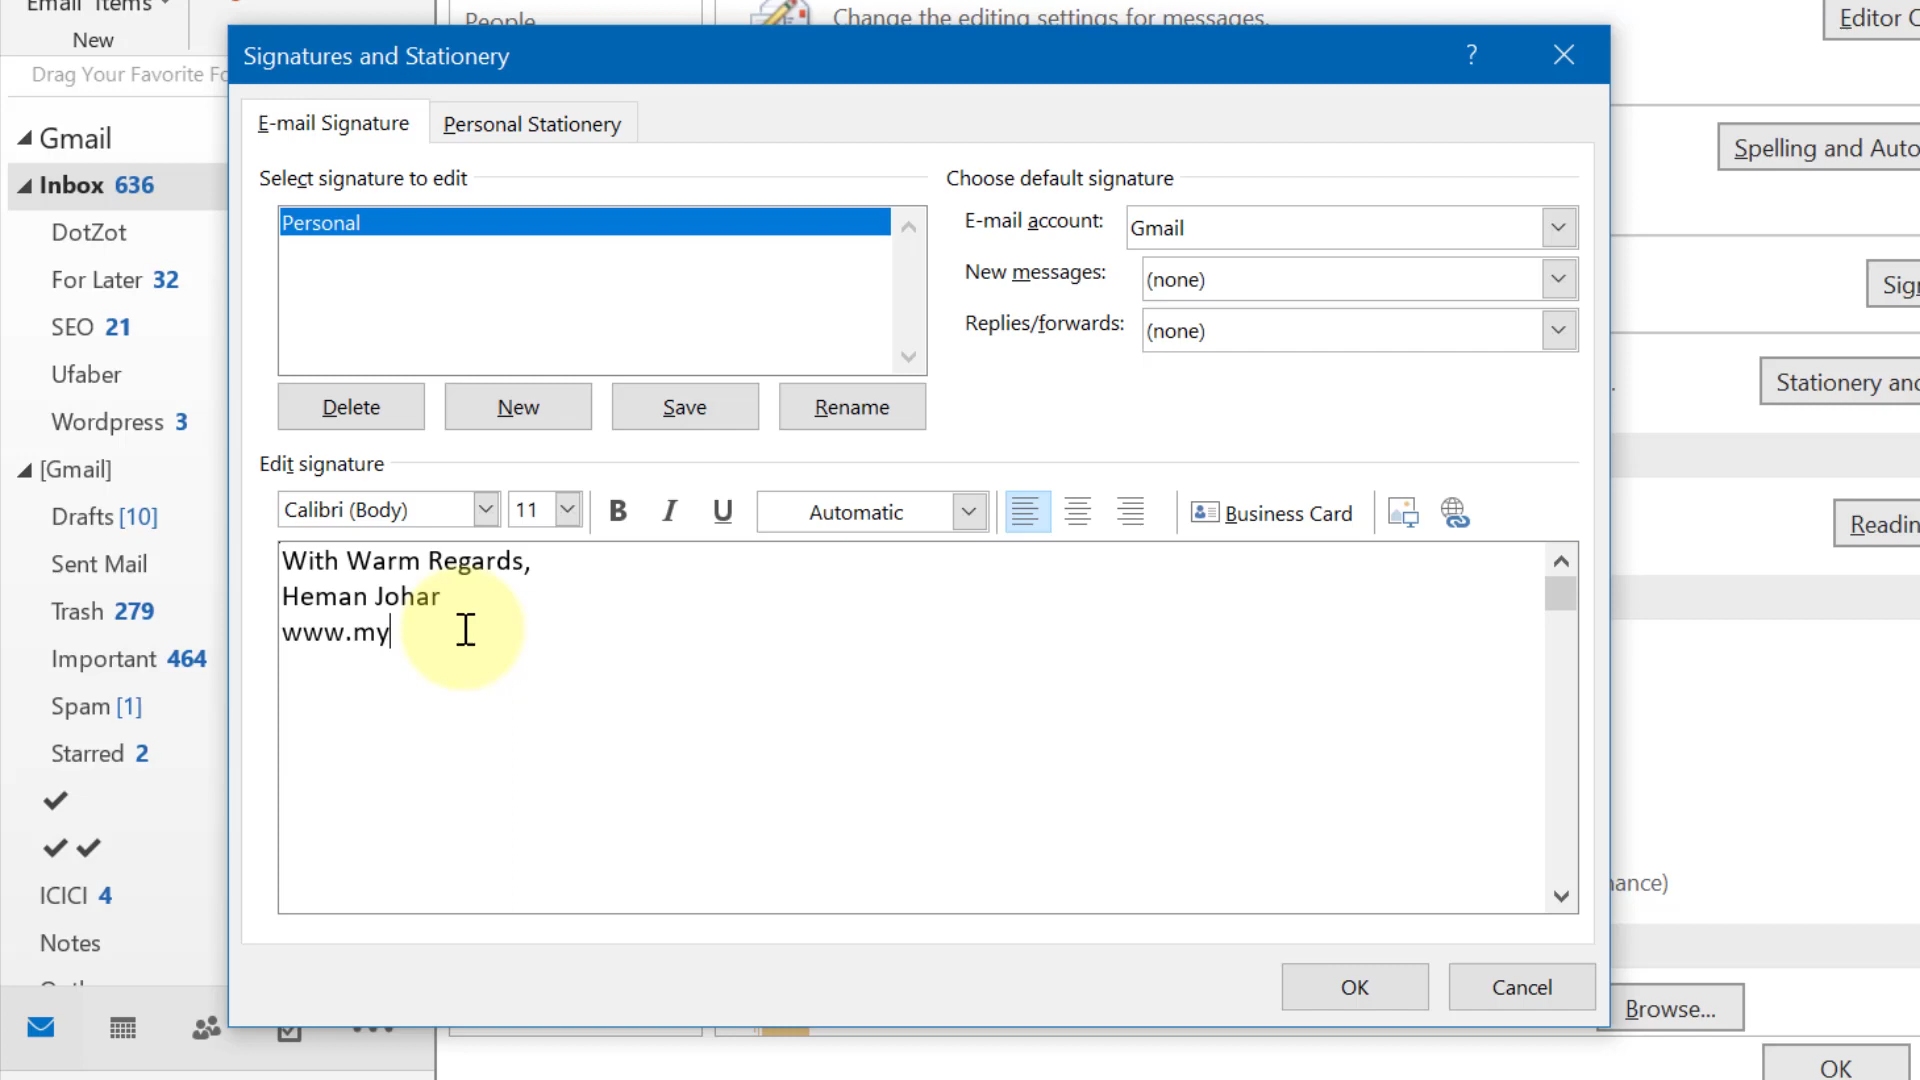 Email Items
New
People
Change the editing settings for messages.
Drag Your Favorite Fo
Signatures and Stationery
?
E-mail Signature
Personal Stationery
Gmail
Inbox 636
DotZot
For Later 32
SEO 21
Ufaber
Wordpress 3
[Gmail]
Drafts [10]
Sent Mail
Trash 279
Important 464
Spam [1]
Starred 2
ICICI 4
Notes
Select signature to edit
Personal
Delete
New
Save
Rename
Choose default signature
E-mail account:
Gmail
New messages:
(none)
Replies/forwards:
(none)
Edit signature
Calibri (Body)
11
B
I
U
Automatic
Business Card
With Warm Regards,
Heman Johar
www.my
OK
Cancel
Editor O
Spelling and Auto
Sig
Stationery and
Readin
ance)
Browse...
OK